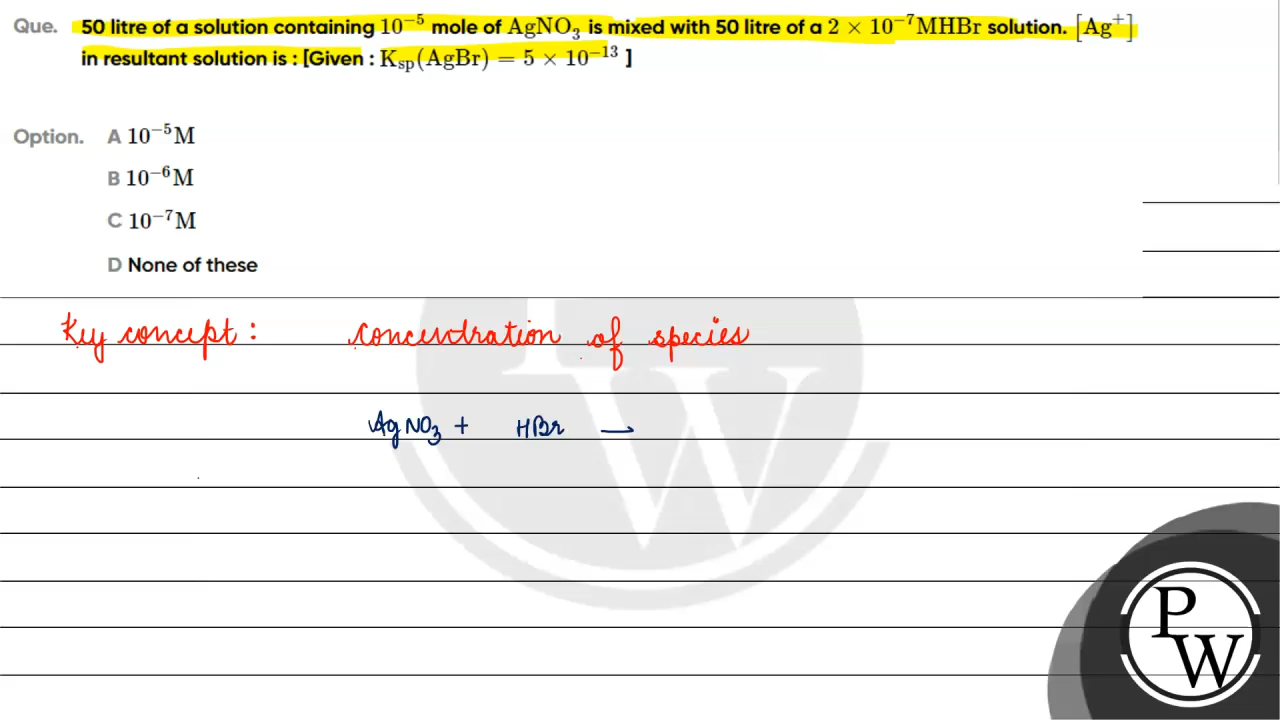 Que. 50 litre of a solution containing 10⁻⁵ mole of AgNO₃ is mixed with 50 litre of a 2 × 10⁻⁷MHBr solution. [Ag⁺]
in resultant solution is : [Given : Kₛₚ(AgBr) = 5 × 10⁻¹³ ]
Option. A 10⁻⁵M
B 10⁻⁶M
C 10⁻⁷M
D None of these
Key concept : concentration of species
AgNO₃ + HBr →
P
W